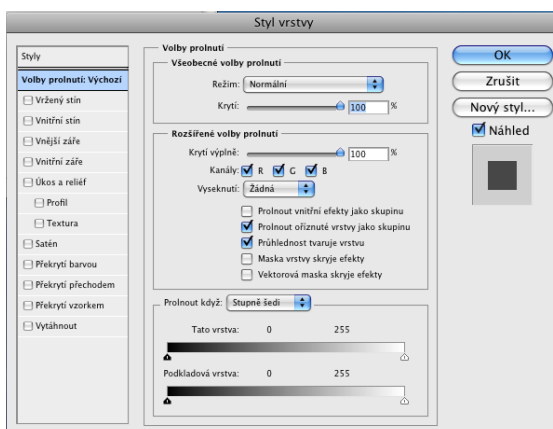 Styl vrstvy
Styly
Volby prolnutí: Výchozí
Vržený stín
Vnitřní stín
Vnější záře
Vnitřní záře
Úkos a reliéf
Profil
Textura
Satén
Překrytí barvou
Překrytí přechodem
Překrytí vzorkem
Vytáhnout
Volby prolnutí
Všeobecné volby prolnutí
Režim: Normální
Krytí: 100 %
Rozšířené volby prolnutí
Krytí výplně: 100 %
Kanály: R G B
Vyseknutí: Žádná
Prolnout vnitřní efekty jako skupinu
Prolnout oříznuté vrstvy jako skupinu
Průhlednost tvaruje vrstvu
Maska vrstvy skryje efekty
Vektorová maska skryje efekty
Prolnout když: Stupně šedi
Tato vrstva: 0 255
Podkladová vrstva: 0 255
OK
Zrušit
Nový styl...
Náhled